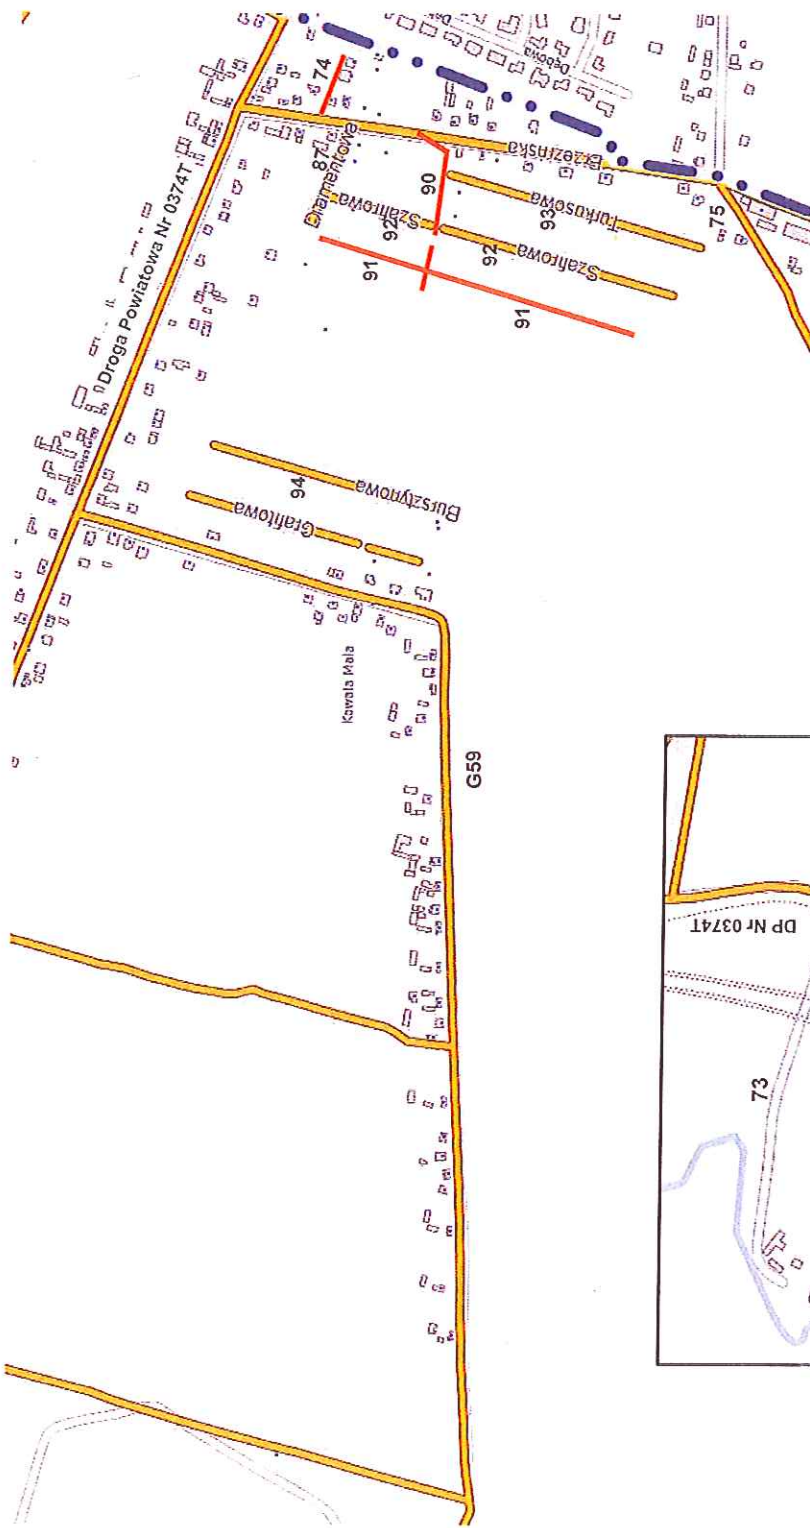 Dębowa
74
Droga Powiatowa Nr 0374T
87
Diamentowa
Brzezińska
90
Turkusowa
93
Szafirowa
92
Szafirowa
92
75
91
91
94
Bursztynowa
Grafitowa
Kowala Mała
G59
DP Nr 0374T
73